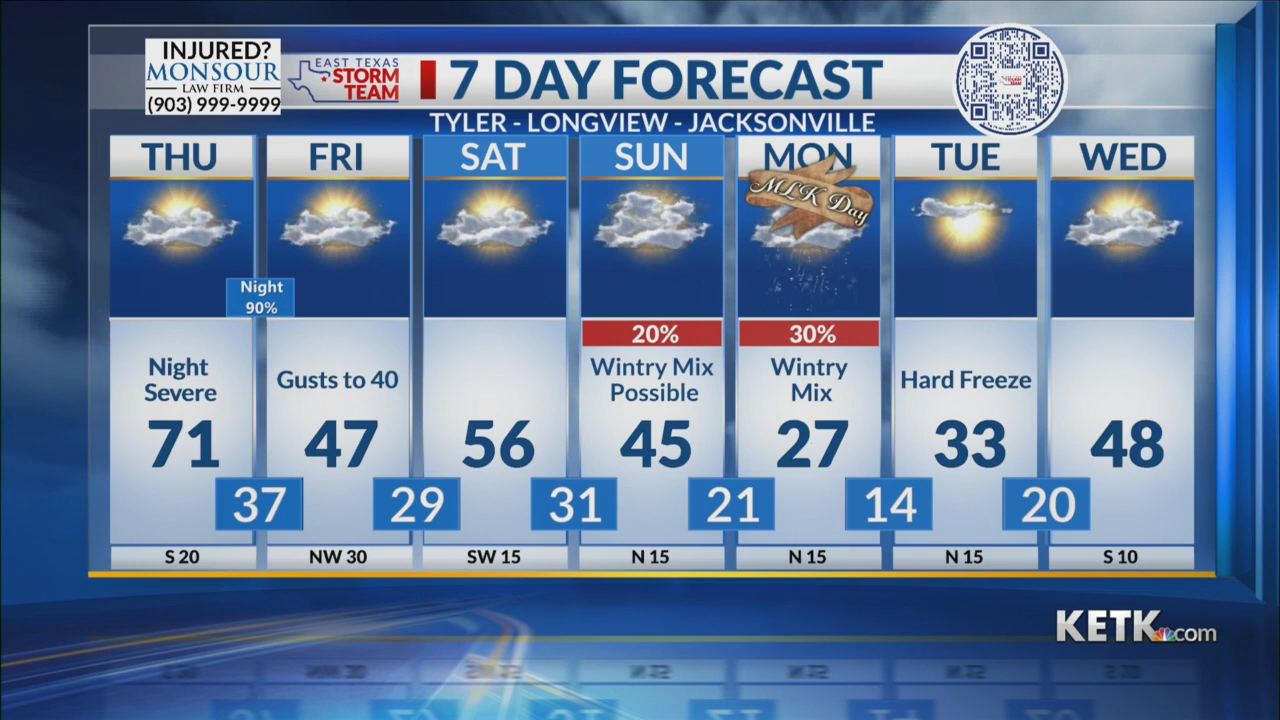 INJURED?
MONSOUR
LAW FIRM
(903) 999-9999
EAST TEXAS
STORM
TEAM
7 DAY FORECAST
TYLER - LONGVIEW - JACKSONVILLE
THU FRI SAT SUN MON TUE WED
MLK Day
Night
90%
20% 30%
Night
Severe
Gusts to 40
Wintry Mix
Possible
Wintry
Mix
Hard Freeze
71 47 56 45 27 33 48
37 29 31 21 14 20
S 20 NW 30 SW 15 N 15 N 15 N 15 S 10
KETK.com